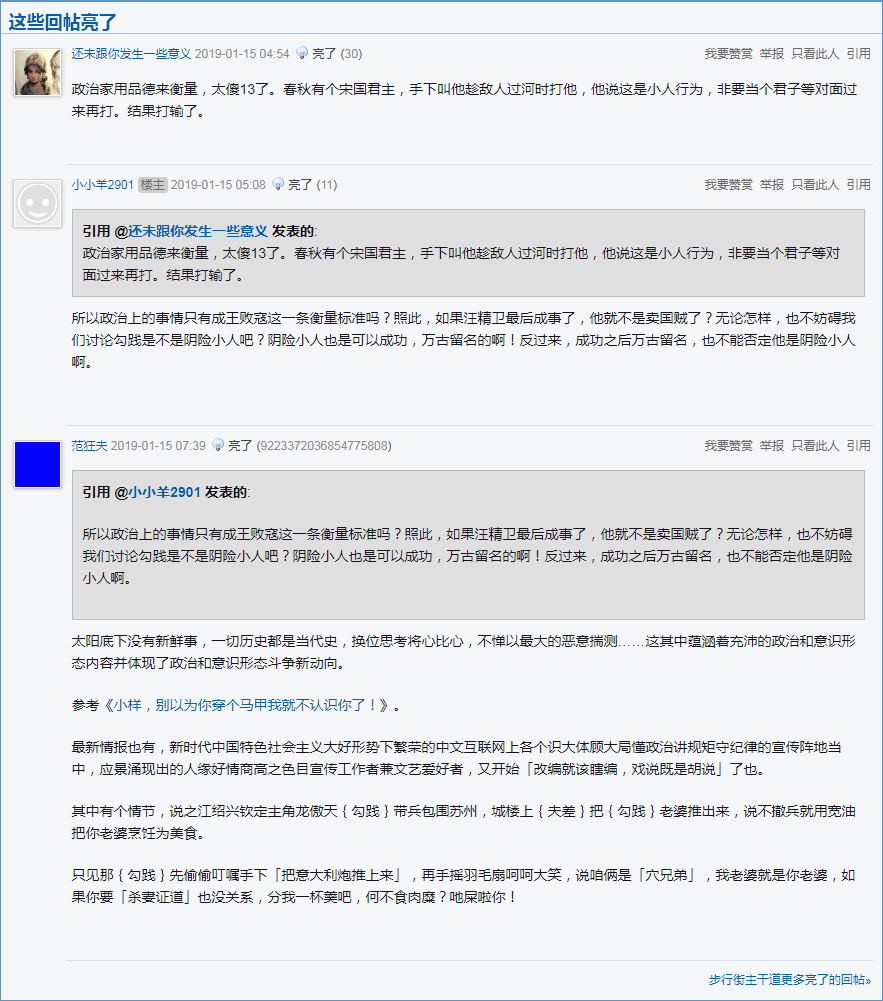 这些回帖亮了
还未跟你发生一些意义 2019-01-15 04:54 亮了 (30) 我要赞赏 举报 只看此人 引用
政治家用品德来衡量，太傻13了。春秋有个宋国君主，手下叫他趁敌人过河时打他，他说这是小人行为，非要当个君子等对面过
来再打。结果打输了。
小小羊2901 楼主 2019-01-15 05:08 亮了 (11) 我要赞赏 举报 只看此人 引用
引用 @还未跟你发生一些意义 发表的:
政治家用品德来衡量，太傻13了。春秋有个宋国君主，手下叫他趁敌人过河时打他，他说这是小人行为，非要当个君子等对
面过来再打。结果打输了。
所以政治上的事情只有成王败寇这一条衡量标准吗？照此，如果汪精卫最后成事了，他就不是卖国贼了？无论怎样，也不妨碍我
们讨论勾践是不是阴险小人吧？阴险小人也是可以成功，万古留名的啊！反过来，成功之后万古留名，也不能否定他是阴险小人
啊。
范狂夫 2019-01-15 07:39 亮了 (9223372036854775808) 我要赞赏 举报 只看此人 引用
引用 @小小羊2901 发表的:
所以政治上的事情只有成王败寇这一条衡量标准吗？照此，如果汪精卫最后成事了，他就不是卖国贼了？无论怎样，也不妨碍
我们讨论勾践是不是阴险小人吧？阴险小人也是可以成功，万古留名的啊！反过来，成功之后万古留名，也不能否定他是阴险
小人啊。
太阳底下没有新鲜事，一切历史都是当代史，换位思考将心比心，不惮以最大的恶意揣测……这其中蕴涵着充沛的政治和意识形
态内容并体现了政治和意识形态斗争新动向。
参考《小样，别以为你穿个马甲我就不认识你了！》。
最新情报也有，新时代中国特色社会主义大好形势下繁荣的中文互联网上各个识大体顾大局懂政治讲规矩守纪律的宣传阵地当
中，应景涌现出的人缘好情商高之色目宣传工作者兼文艺爱好者，又开始「改编就该瞎编，戏说既是胡说」了也。
其中有个情节，说之江绍兴钦定主角龙傲天｛勾践｝带兵包围苏州，城楼上｛夫差｝把｛勾践｝老婆推出来，说不撤兵就用宽油
把你老婆烹饪为美食。
只见那｛勾践｝先偷偷叮嘱手下「把意大利炮推上来」，再手摇羽毛扇呵呵大笑，说咱俩是「穴兄弟」，我老婆就是你老婆，如
果你要「杀妻证道」也没关系，分我一杯羹吧，何不食肉糜？吔屎啦你！
步行街主干道更多亮了的回帖»